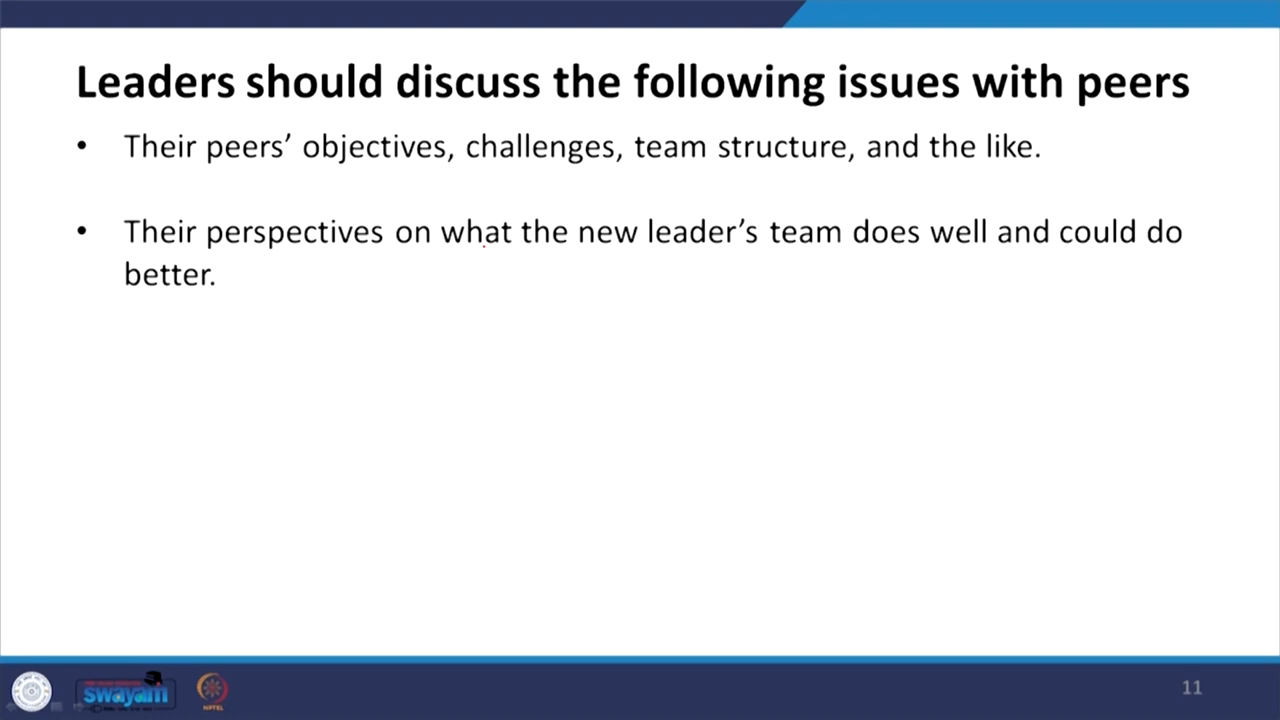 Leaders should discuss the following issues with peers
• Their peers’ objectives, challenges, team structure, and the like.
• Their perspectives on what the new leader’s team does well and could do
better.
swayam
NPTEL
11